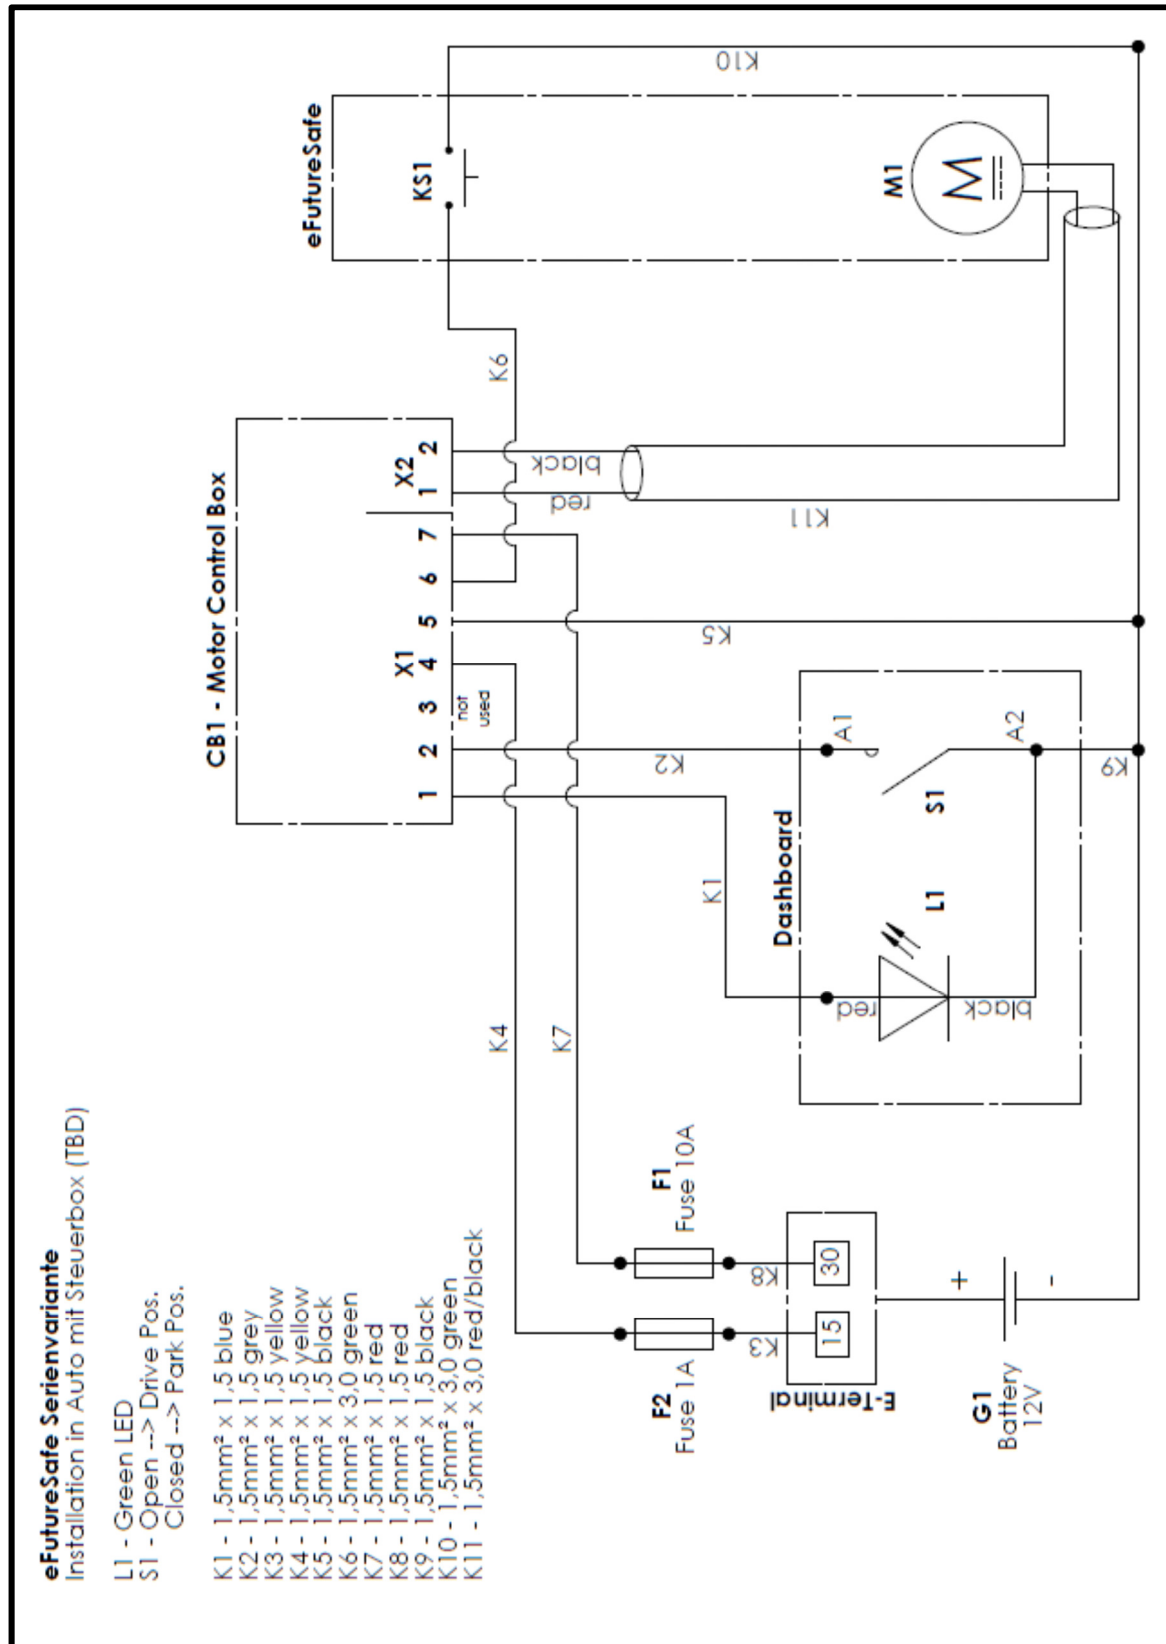 eFutureSafe Serienvariante
Installation in Auto mit Steuerbox (TBD)
L1 - Green LED
S1 - Open --> Drive Pos.
Closed --> Park Pos.
K1 - 1,5mm² x 1,5 blue
K2 - 1,5mm² x 1,5 grey
K3 - 1,5mm² x 1,5 yellow
K4 - 1,5mm² x 1,5 yellow
K5 - 1,5mm² x 1,5 black
K6 - 1,5mm² x 3,0 green
K7 - 1,5mm² x 1,5 red
K8 - 1,5mm² x 1,5 red
K9 - 1,5mm² x 1,5 black
K10 - 1,5mm² x 3,0 green
K11 - 1,5mm² x 3,0 red/black
CB1 - Motor Control Box
X1
X2
1
2
3
4
5
6
7
1
2
not
used
eFutureSafe
KS1
K10
K6
M1
M
black
red
K11
K5
K2
K1
K4
K7
Dashboard
A1
A2
S1
L1
red
black
K9
F2
Fuse 1A
F1
Fuse 10A
K3
K8
E-Terminal
15
30
G1
Battery
12V
+
-